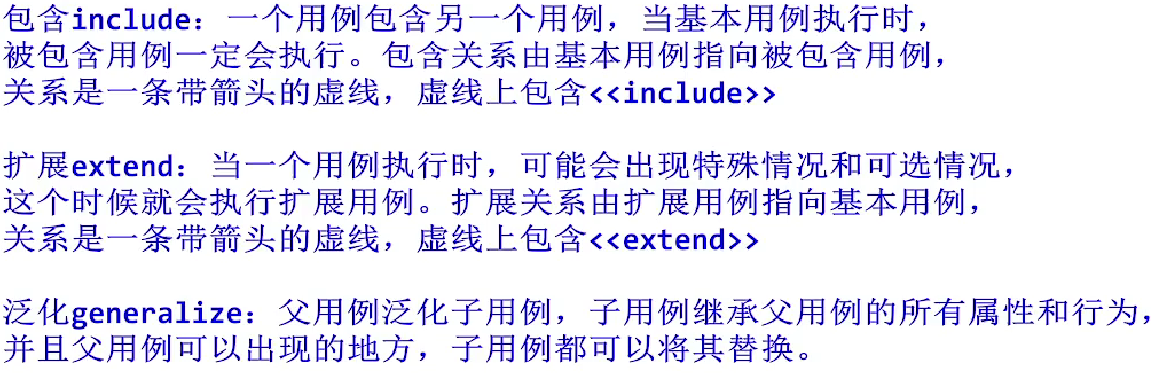 包含include：一个用例包含另一个用例，当基本用例执行时，
被包含用例一定会执行。包含关系由基本用例指向被包含用例，
关系是一条带箭头的虚线，虚线上包含<<include>>
扩展extend：当一个用例执行时，可能会出现特殊情况和可选情况，
这个时候就会执行扩展用例。扩展关系由扩展用例指向基本用例，
关系是一条带箭头的虚线，虚线上包含<<extend>>
泛化generalize：父用例泛化子用例，子用例继承父用例的所有属性和行为，
并且父用例可以出现的地方，子用例都可以将其替换。